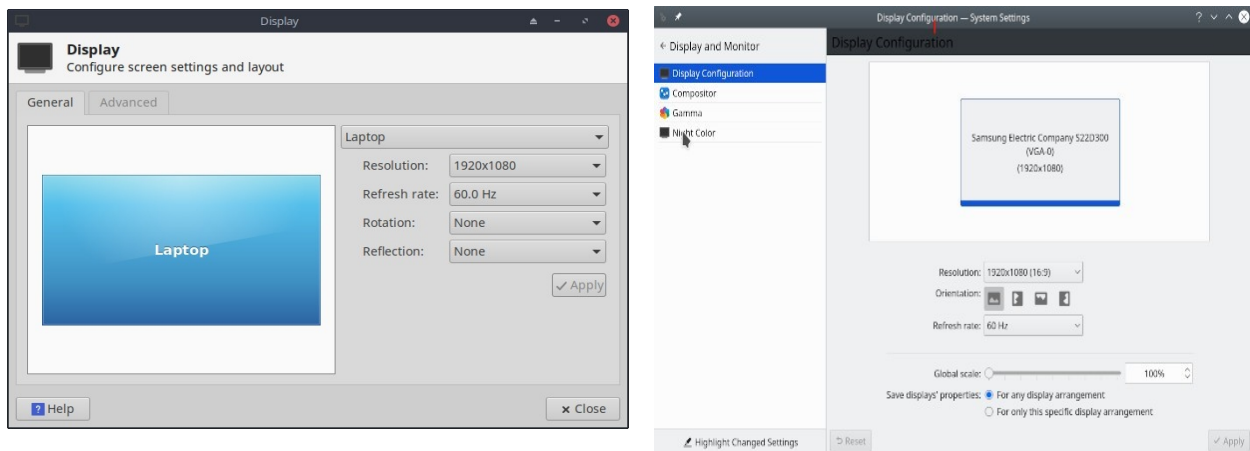 Display
Display
Configure screen settings and layout
General Advanced
Laptop
Laptop
Resolution: 1920x1080
Refresh rate: 60.0 Hz
Rotation: None
Reflection: None
Apply
? Help
× Close
Display Configuration — System Settings
Display and Monitor
Display Configuration
Compositor
Gamma
Night Color
Highlight Changed Settings
Display Configuration
Samsung Electric Company S22D300
(VGA-0)
(1920x1080)
Resolution: 1920x1080 (16:9)
Orientation:
Refresh rate: 60 Hz
Global scale: 100%
Save displays' properties: For any display arrangement
For only this specific display arrangement
Reset
Apply